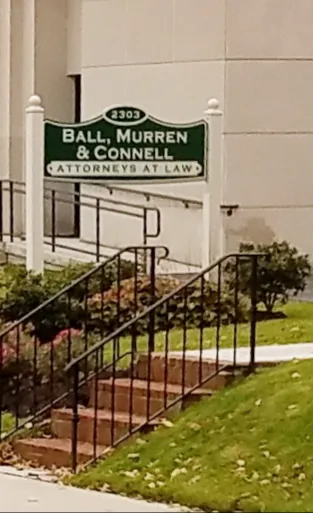 2303
BALL, MURREN
& CONNELL
ATTORNEYS AT LAW